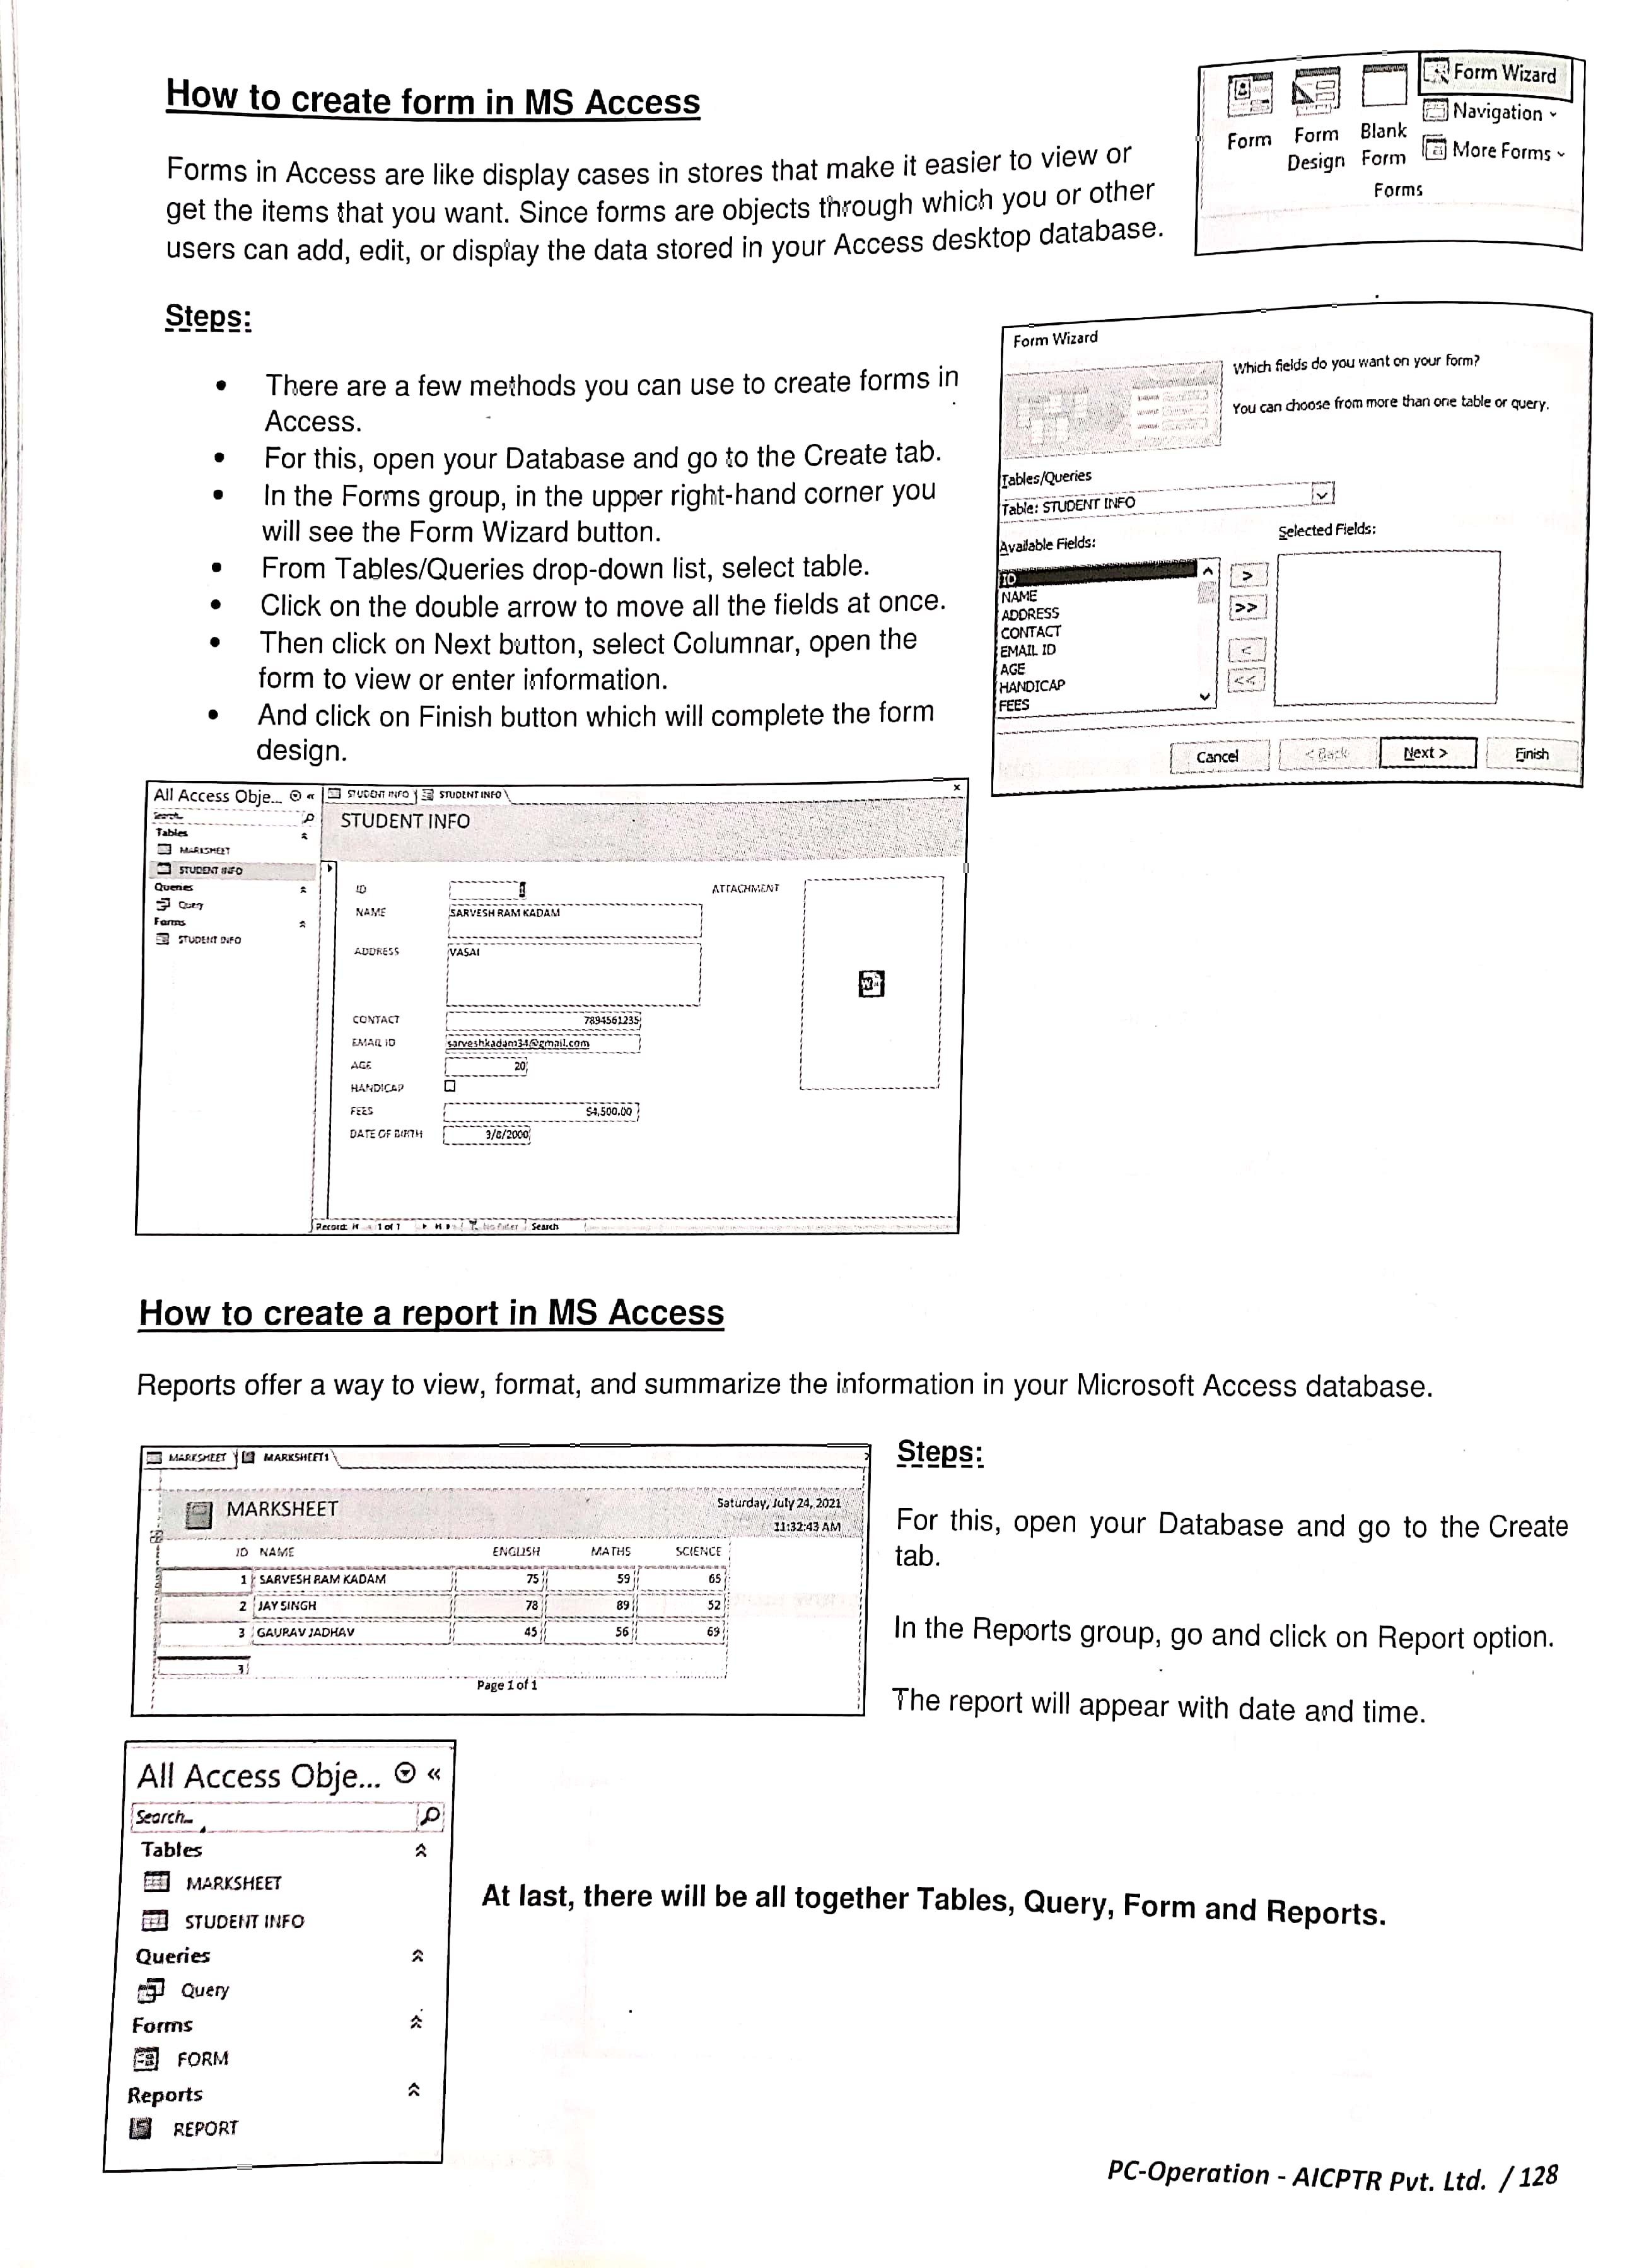 How to create form in MS Access
Forms in Access are like display cases in stores that make it easier to view or
get the items that you want. Since forms are objects through which you or other
users can add, edit, or display the data stored in your Access desktop database.
Form
Form
Design
Blank
Form
Form Wizard
Navigation
More Forms
Forms
Steps:
• There are a few methods you can use to create forms in
Access.
• For this, open your Database and go to the Create tab.
• In the Forms group, in the upper right-hand corner you
will see the Form Wizard button.
• From Tables/Queries drop-down list, select table.
• Click on the double arrow to move all the fields at once.
• Then click on Next button, select Columnar, open the
form to view or enter information.
• And click on Finish button which will complete the form
design.
Form Wizard
Which fields do you want on your form?
You can choose from more than one table or query.
Tables/Queries
Table: STUDENT INFO
Available Fields:
Selected Fields:
ID
NAME
ADDRESS
CONTACT
EMAIL ID
AGE
HANDICAP
FEES
>
>>
<
<<
Cancel
< Back
Next >
Finish
All Access Obje... «
Search...
Tables
MARKSHEET
STUDENT INFO
Queries
Query
Forms
STUDENT INFO
STUDENT INFO
STUDENT INFO
×
STUDENT INFO
ID
ATTACHMENT
NAME SARVESH RAM KADAM
ADDRESS VASAI
CONTACT 7894561235
EMAIL ID sarveshkadam34@gmail.com
AGE 20
HANDICAP
FEES $4,500.00
DATE OF BIRTH 3/8/2000
Record: 1 of 1 No Filter Search
How to create a report in MS Access
Reports offer a way to view, format, and summarize the information in your Microsoft Access database.
MARKSHEET MARKSHEET1
MARKSHEET
Saturday, July 24, 2021
11:32:43 AM
ID NAME ENGLISH MATHS SCIENCE
1 SARVESH RAM KADAM 75 59 65
2 JAY SINGH 78 89 52
3 GAURAV JADHAV 45 56 69
3
Page 1 of 1
Steps:
For this, open your Database and go to the Create
tab.
In the Reports group, go and click on Report option.
The report will appear with date and time.
All Access Obje... «
Search...
Tables
MARKSHEET
STUDENT INFO
Queries
Query
Forms
FORM
Reports
REPORT
At last, there will be all together Tables, Query, Form and Reports.
PC-Operation - AICPTR Pvt. Ltd. / 128